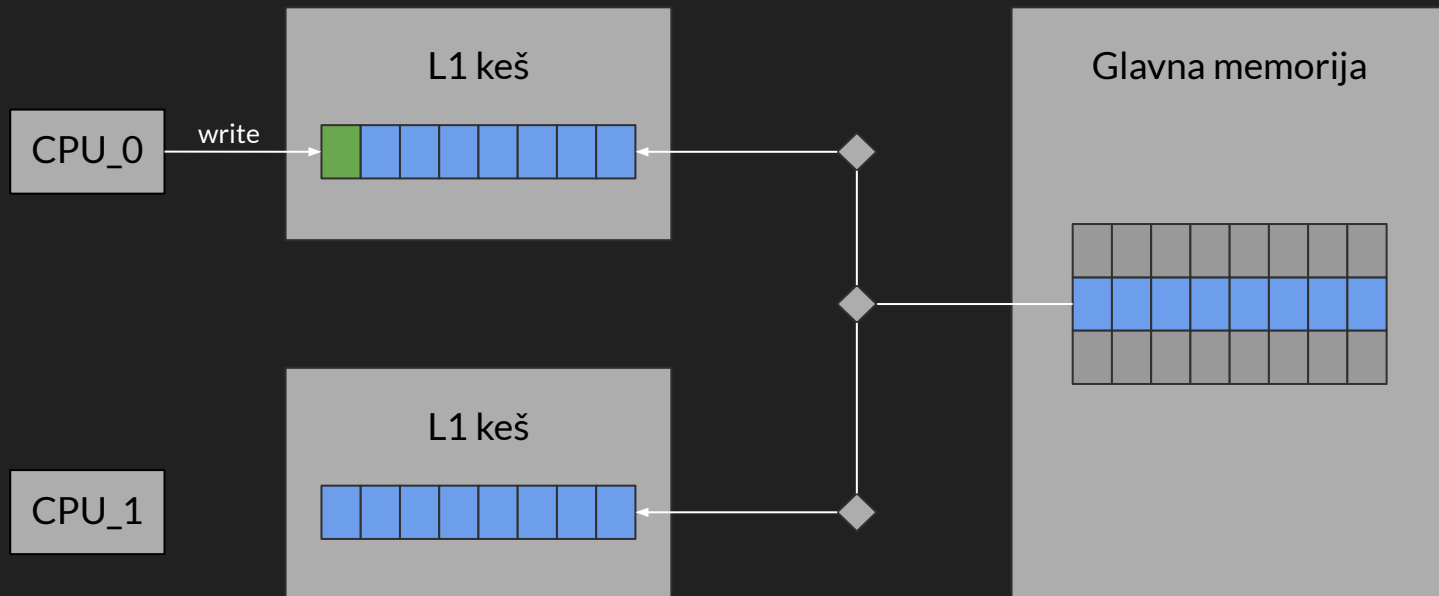 L1 keš
Glavna memorija
CPU_0
write
L1 keš
CPU_1